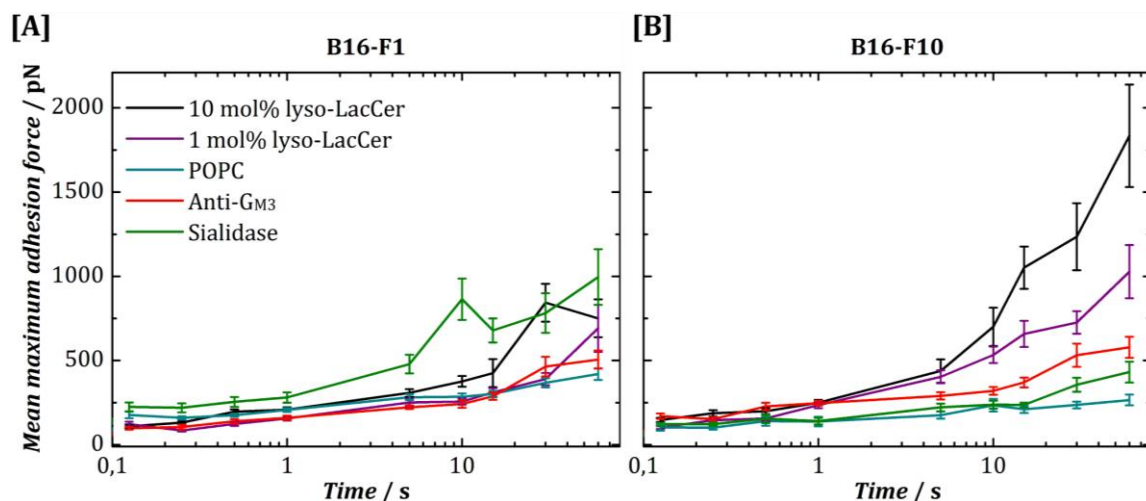 [A]
B16-F1
[B]
B16-F10
Mean maximum adhesion force / pN
2000
1500
1000
500
0
10 mol% lyso-LacCer
1 mol% lyso-LacCer
POPC
Anti-GM3
Sialidase
0,1
1
10
Time / s
0,1
1
10
Time / s